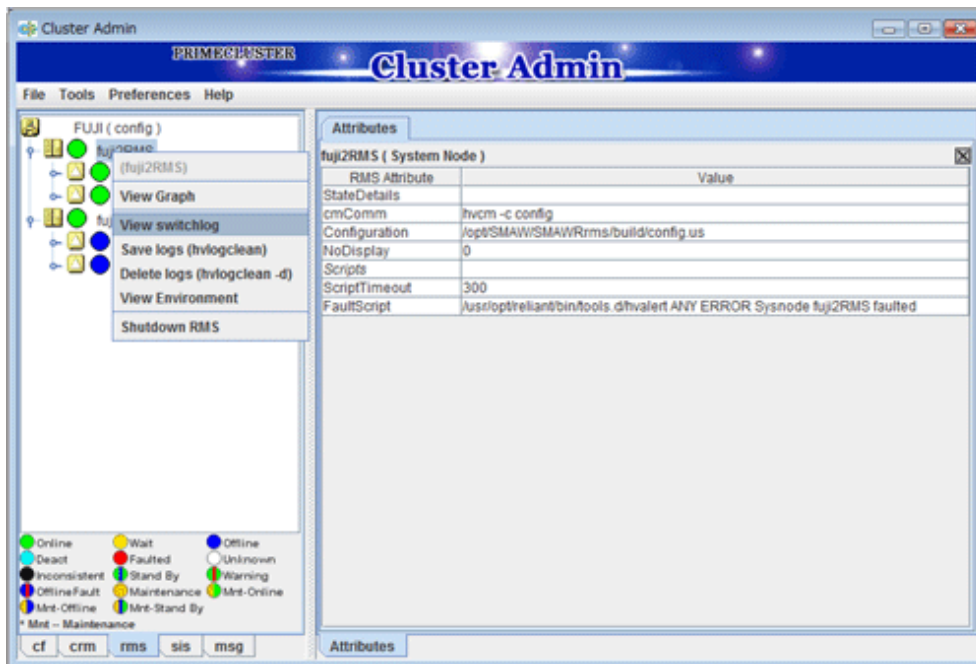 Cluster Admin
PRIMECLUSTER
Cluster Admin
File Tools Preferences Help
FUJI ( config )
fuji2RMS
(fuji2RMS)
View Graph
View switchlog
Save logs (hvlogclean)
Delete logs (hvlogclean -d)
View Environment
Shutdown RMS
Attributes
fuji2RMS ( System Node )
RMS Attribute Value
StateDetails
cmComm hvcm -c config
Configuration /opt/SMAW/SMAWRrms/build/config.us
NoDisplay 0
Scripts
ScriptTimeout 300
FaultScript /usr/opt/reliant/bin/tools.d/hvalert ANY ERROR Sysnode fuji2RMS faulted
Online Wait Offline
Deact Faulted Unknown
Inconsistent Stand By Warning
OfflineFault Maintenance Mnt-Online
Mnt-Offline Mnt-Stand By
* Mnt -- Maintenance
cf crm rms sis msg
Attributes